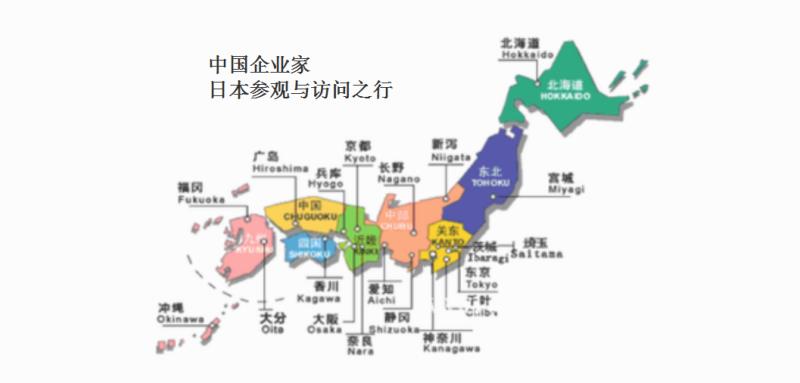 中国企业家
日本参观与访问之行
北海道
Hokkaido
北海道
HOKKAIDO
新泻
Niigata
京都
Kyoto
广岛
Hiroshima
兵库
Hyogo
长野
Nagano
东北
TOHOKU
宫城
Miyagi
福冈
Fukuoka
中国
CHUGUOKU
中部
CHUBU
关东
KANTO
九州
KYUSHU
四国
SHIKOKU
近畿
KINKI
茨城
Ibaragi
埼玉
Saitama
东京
Tokyo
香川
Kagawa
爱知
Aichi
千叶
冲绳
Okinawa
大分
Oita
大阪
Osaka
静冈
Shizuoka
奈良
Nara
神奈川
Kanagawa